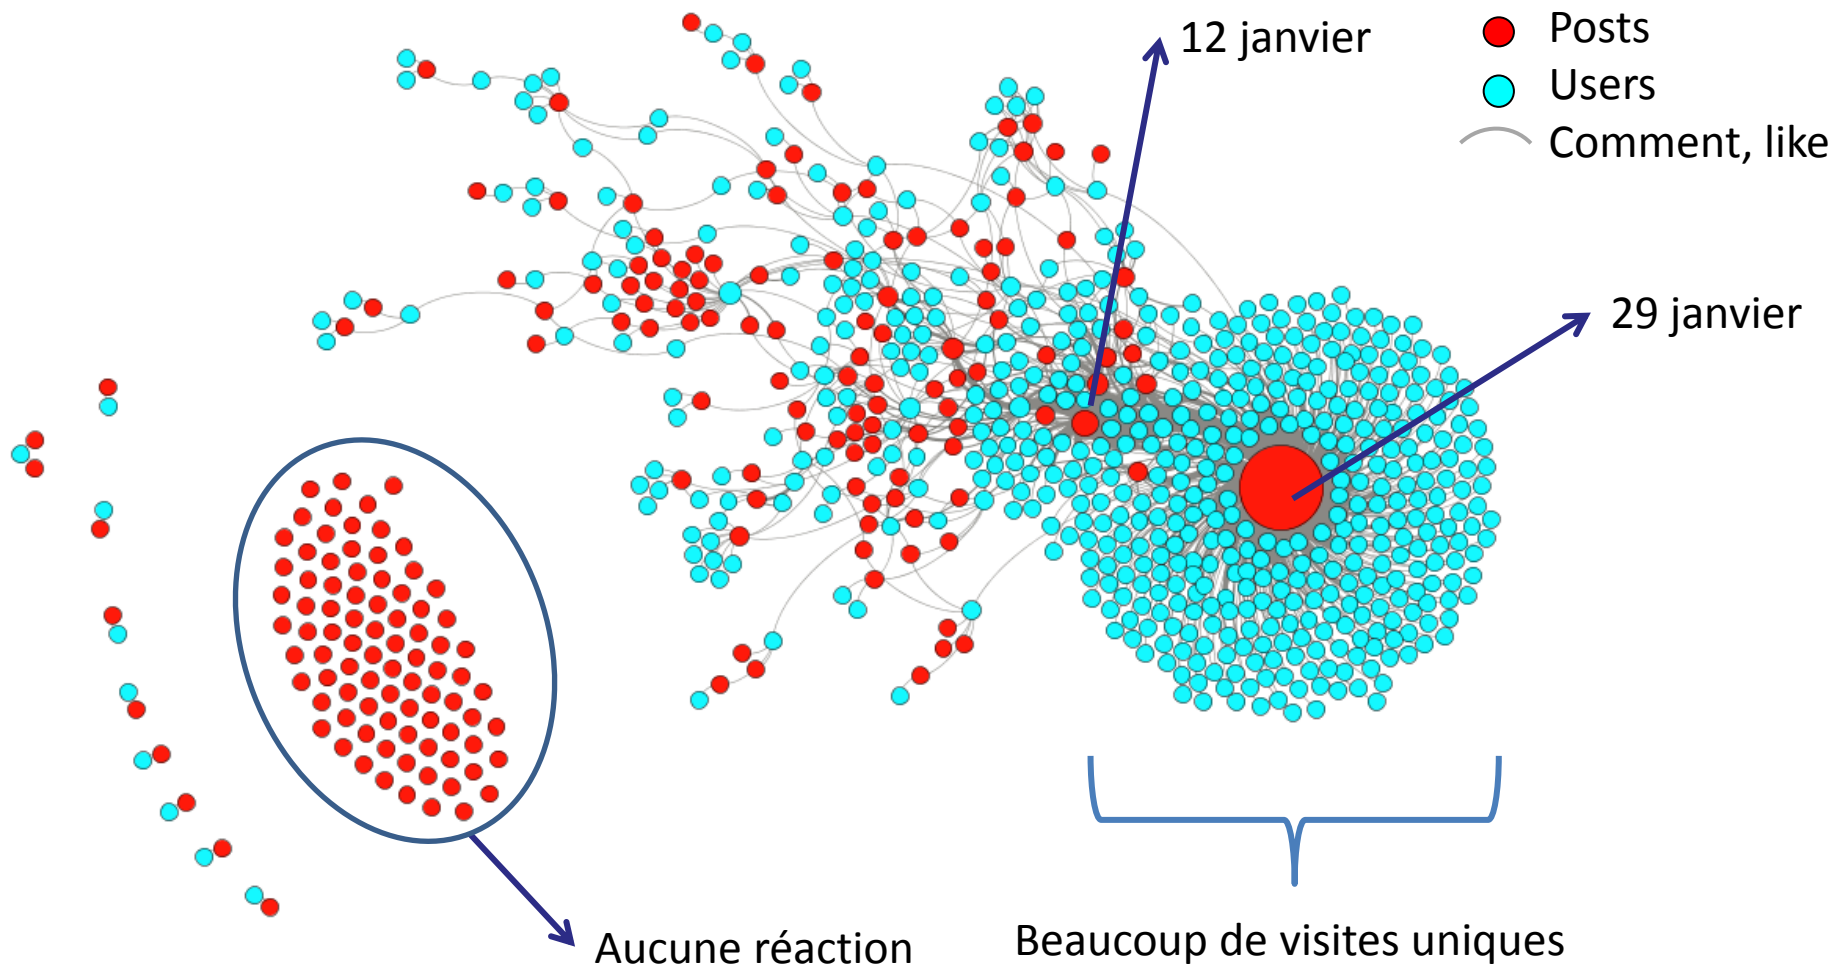 12 janvier
Posts
Users
Comment, like
29 janvier
Aucune réaction
Beaucoup de visites uniques